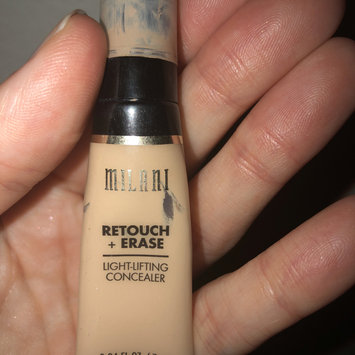 MILANI
RETOUCH
+ ERASE
LIGHT-LIFTING
CONCEALER